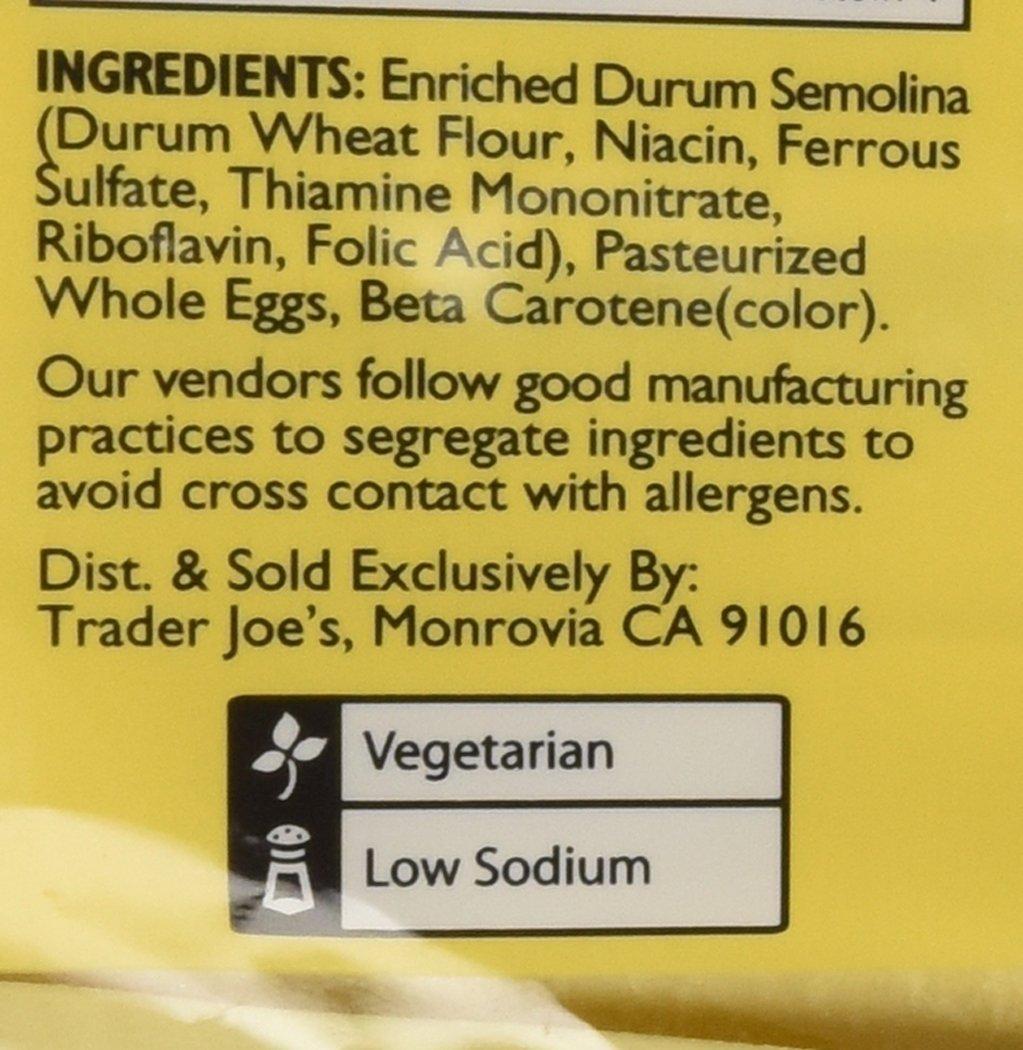 INGREDIENTS: Enriched Durum Semolina
(Durum Wheat Flour, Niacin, Ferrous
Sulfate, Thiamine Mononitrate,
Riboflavin, Folic Acid), Pasteurized
Whole Eggs, Beta Carotene(color).
Our vendors follow good manufacturing
practices to segregate ingredients to
avoid cross contact with allergens.
Dist. & Sold Exclusively By:
Trader Joe's, Monrovia CA 91016
Vegetarian
Low Sodium